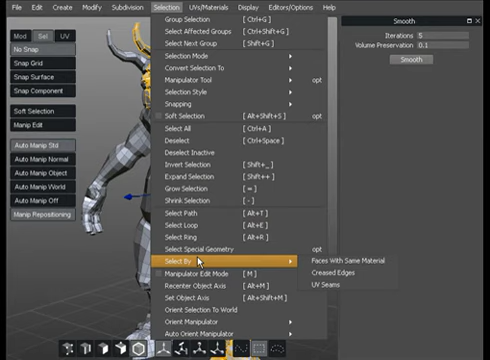 File Edit Create Modify Subdivision Selection UVs/Materials Display Editors/Options Help
Mod Sel UV
No Snap
Snap Grid
Snap Surface
Snap Component
Soft Selection
Manip Edit
Auto Manip Std
Auto Manip Normal
Auto Manip Object
Auto Manip World
Auto Manip Off
Manip Repositioning
Group Selection [ Ctrl+G ]
Select Affected Groups [ Ctrl+F ]
Select Next Group [ Shift+G ]
Selection Mode
Convert Selection To
Manipulator Tool opt
Selection Style
Snapping
Soft Selection [ Alt+Shift+S ] opt
Select All [ Ctrl+A ]
Deselect [ Ctrl+Space ]
Deselect Inactive
Invert Selection [ Shift+_ ]
Expand Selection [ Shift++ ]
Grow Selection [ = ]
Shrink Selection [ - ]
Select Path [ Alt+T ]
Select Loop [ Alt+E ]
Select Ring [ Alt+R ]
Select Special Geometry opt
Select By
Manipulator Edit Mode [ M ]
Recenter Object Axis [ Alt+M ]
Set Object Axis [ Alt+Shift+M ]
Orient Selection To World
Orient Manipulator
Auto Orient Manipulator
Faces With Same Material
Creased Edges
UV Seams
Smooth
Iterations 5
Volume Preservation 0.1
Smooth